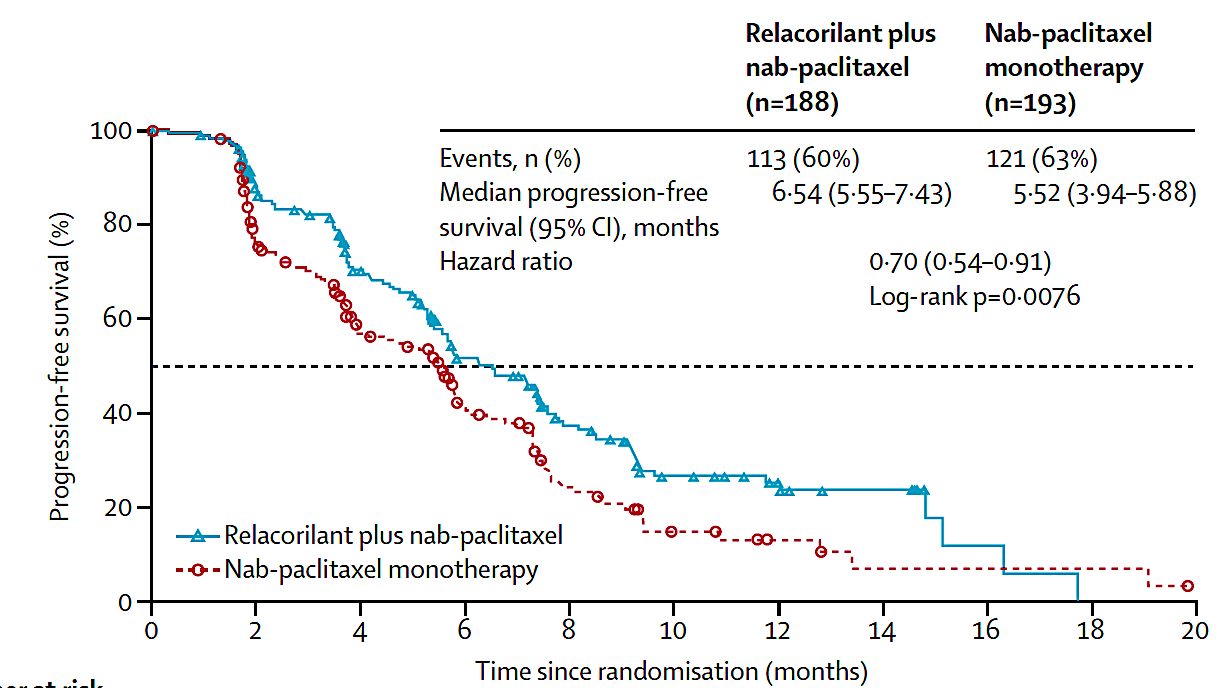 Relacorilant plus
nab-paclitaxel
(n=188)
Nab-paclitaxel
monotherapy
(n=193)
Events, n (%) 113 (60%) 121 (63%)
Median progression-free 6·54 (5·55–7·43) 5·52 (3·94–5·88)
survival (95% CI), months
Hazard ratio 0·70 (0·54–0·91)
Log-rank p=0·0076
Progression-free survival (%)
100
80
60
40
20
0
Relacorilant plus nab-paclitaxel
Nab-paclitaxel monotherapy
0 2 4 6 8 10 12 14 16 18 20
Time since randomisation (months)
at risk